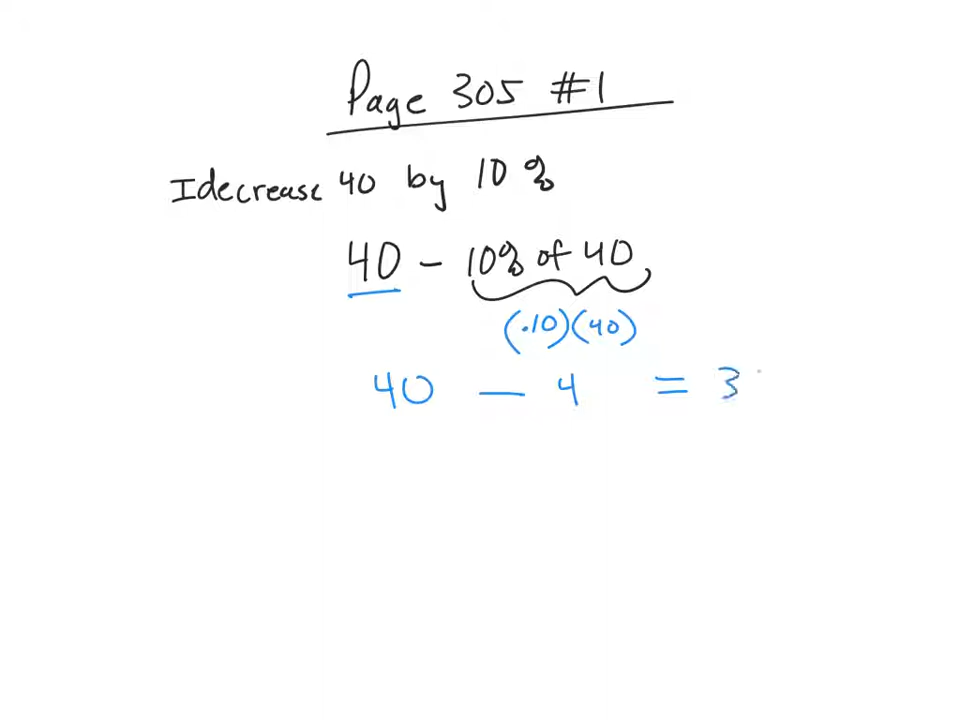 Page 305 #1
Idecrease 40 by 10%
40 - 10% of 40
(.10)(40)
40 — 4 = 3